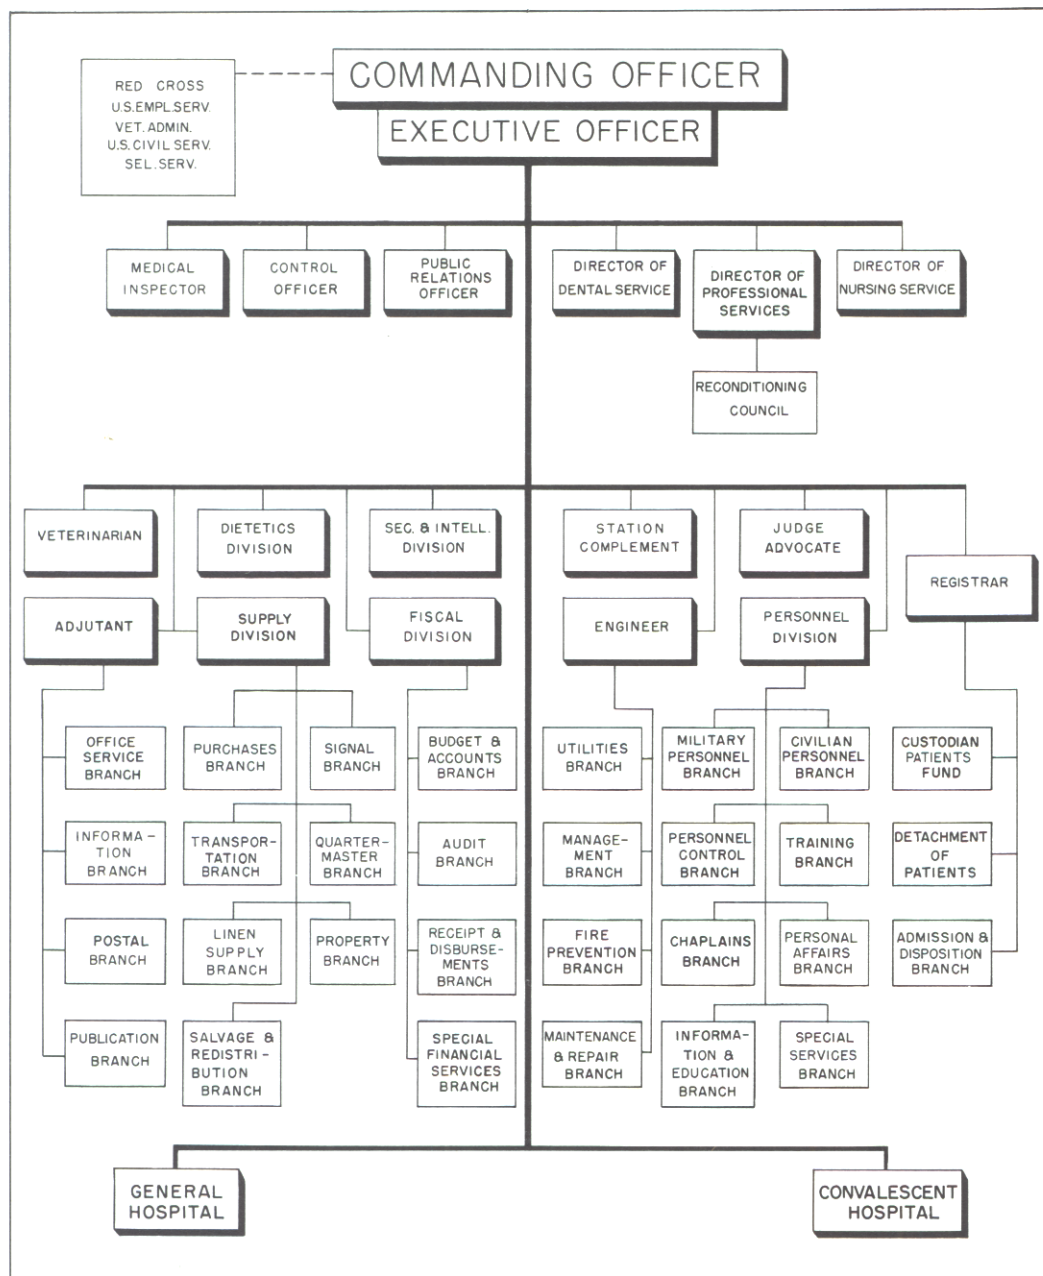 RED CROSS
U.S. EMPL. SERV.
VET. ADMIN.
U.S. CIVIL SERV.
SEL. SERV.
COMMANDING OFFICER
EXECUTIVE OFFICER
MEDICAL
INSPECTOR
CONTROL
OFFICER
PUBLIC
RELATIONS
OFFICER
DIRECTOR OF
DENTAL SERVICE
DIRECTOR OF
PROFESSIONAL
SERVICES
DIRECTOR OF
NURSING SERVICE
RECONDITIONING
COUNCIL
VETERINARIAN
DIETETICS
DIVISION
SEC. & INTELL.
DIVISION
STATION
COMPLEMENT
JUDGE
ADVOCATE
REGISTRAR
ADJUTANT
SUPPLY
DIVISION
FISCAL
DIVISION
ENGINEER
PERSONNEL
DIVISION
OFFICE
SERVICE
BRANCH
PURCHASES
BRANCH
SIGNAL
BRANCH
BUDGET &
ACCOUNTS
BRANCH
UTILITIES
BRANCH
MILITARY
PERSONNEL
BRANCH
CIVILIAN
PERSONNEL
BRANCH
CUSTODIAN
PATIENTS
FUND
INFORMA-
TION
BRANCH
TRANSPOR-
TATION
BRANCH
QUARTER-
MASTER
BRANCH
AUDIT
BRANCH
MANAGE-
MENT
BRANCH
PERSONNEL
CONTROL
BRANCH
TRAINING
BRANCH
DETACHMENT
OF
PATIENTS
POSTAL
BRANCH
LINEN
SUPPLY
BRANCH
PROPERTY
BRANCH
RECEIPT &
DISBURSE-
MENTS
BRANCH
FIRE
PREVENTION
BRANCH
CHAPLAINS
BRANCH
PERSONAL
AFFAIRS
BRANCH
ADMISSION &
DISPOSITION
BRANCH
PUBLICATION
BRANCH
SALVAGE &
REDISTRI-
BUTION
BRANCH
SPECIAL
FINANCIAL
SERVICES
BRANCH
MAINTENANCE
& REPAIR
BRANCH
INFORMA-
TION &
EDUCATION
BRANCH
SPECIAL
SERVICES
BRANCH
GENERAL
HOSPITAL
CONVALESCENT
HOSPITAL